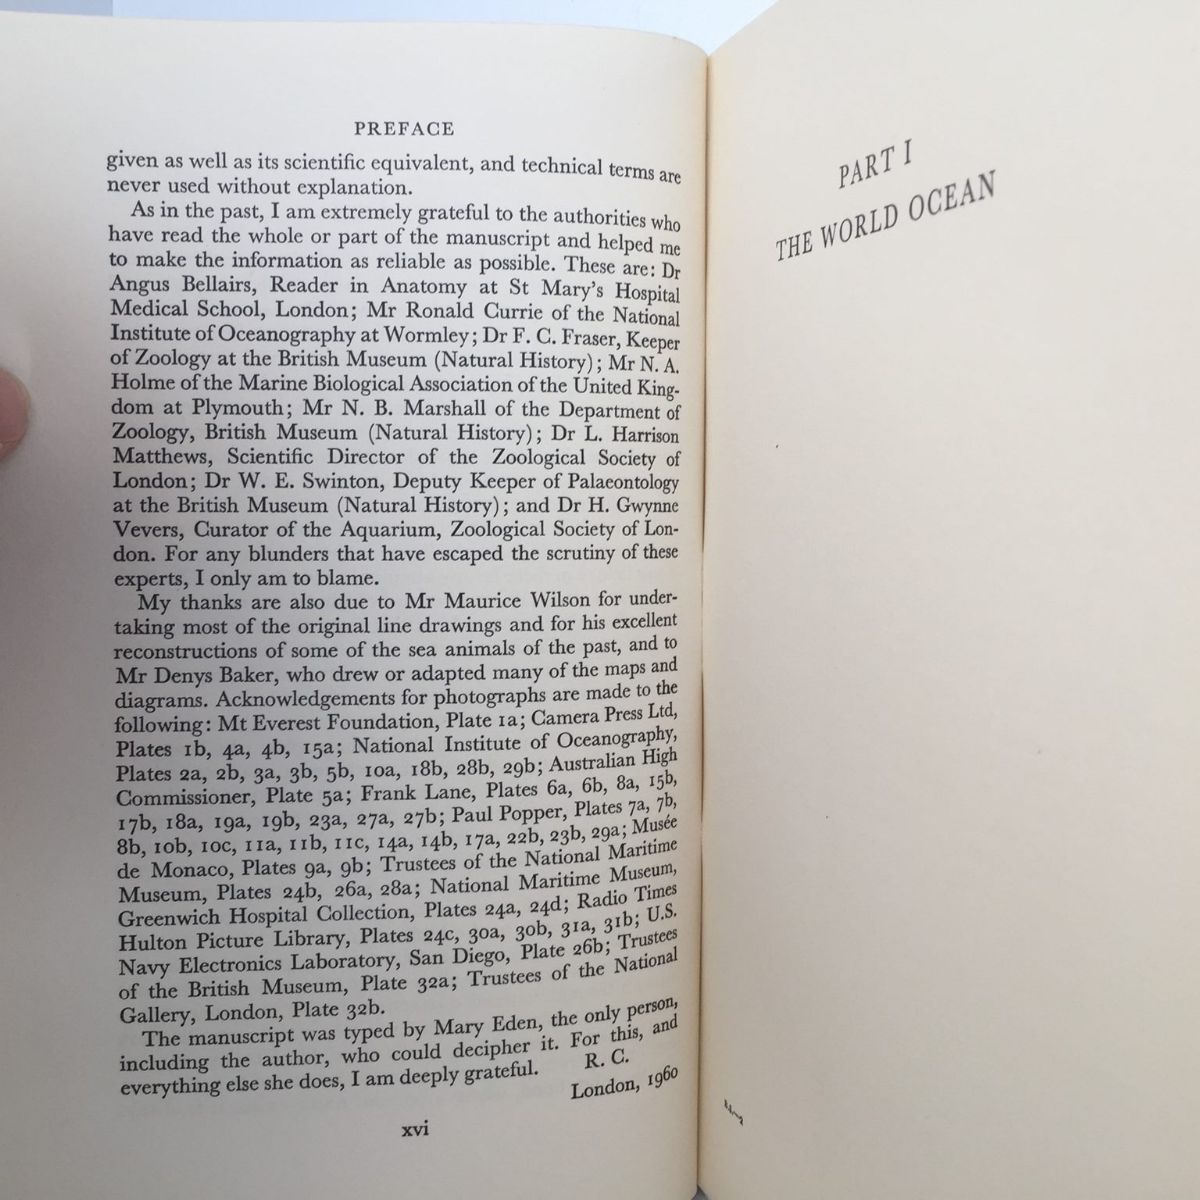 PREFACE
given as well as its scientific equivalent, and technical terms are
never used without explanation.
As in the past, I am extremely grateful to the authorities who
have read the whole or part of the manuscript and helped me
to make the information as reliable as possible. These are: Dr
Angus Bellairs, Reader in Anatomy at St Mary's Hospital
Medical School, London; Mr Ronald Currie of the National
Institute of Oceanography at Wormley; Dr F. C. Fraser, Keeper
of Zoology at the British Museum (Natural History); Mr N. A.
Holme of the Marine Biological Association of the United King-
dom at Plymouth; Mr N. B. Marshall of the Department of
Zoology, British Museum (Natural History); Dr L. Harrison
Matthews, Scientific Director of the Zoological Society of
London; Dr W. E. Swinton, Deputy Keeper of Palaeontology
at the British Museum (Natural History); and Dr H. Gwynne
Vevers, Curator of the Aquarium, Zoological Society of Lon-
don. For any blunders that have escaped the scrutiny of these
experts, I only am to blame.
My thanks are also due to Mr Maurice Wilson for under-
taking most of the original line drawings and for his excellent
reconstructions of some of the sea animals of the past, and to
Mr Denys Baker, who drew or adapted many of the maps and
diagrams. Acknowledgements for photographs are made to the
following: Mt Everest Foundation, Plate 1a; Camera Press Ltd,
Plates 1b, 4a, 4b, 15a; National Institute of Oceanography,
Plates 2a, 2b, 3a, 3b, 5b, 10a, 18b, 28b, 29b; Australian High
Commissioner, Plate 5a; Frank Lane, Plates 6a, 6b, 8a, 15b,
17b, 18a, 19a, 19b, 23a, 27a, 27b; Paul Popper, Plates 7a, 7b,
8b, 10b, 10c, 11a, 11b, 11c, 14a, 14b, 17a, 22b, 23b, 29a; Musée
de Monaco, Plates 9a, 9b; Trustees of the National Maritime
Museum, Plates 24b, 26a, 28a; National Maritime Museum,
Greenwich Hospital Collection, Plates 24a, 24d; Radio Times
Hulton Picture Library, Plates 24c, 30a, 30b, 31a, 31b; U.S.
Navy Electronics Laboratory, San Diego, Plate 26b; Trustees
of the British Museum, Plate 32a; Trustees of the National
Gallery, London, Plate 32b.
The manuscript was typed by Mary Eden, the only person,
including the author, who could decipher it. For this, and
everything else she does, I am deeply grateful. R. C.
London, 1960
xvi
PART I
THE WORLD OCEAN